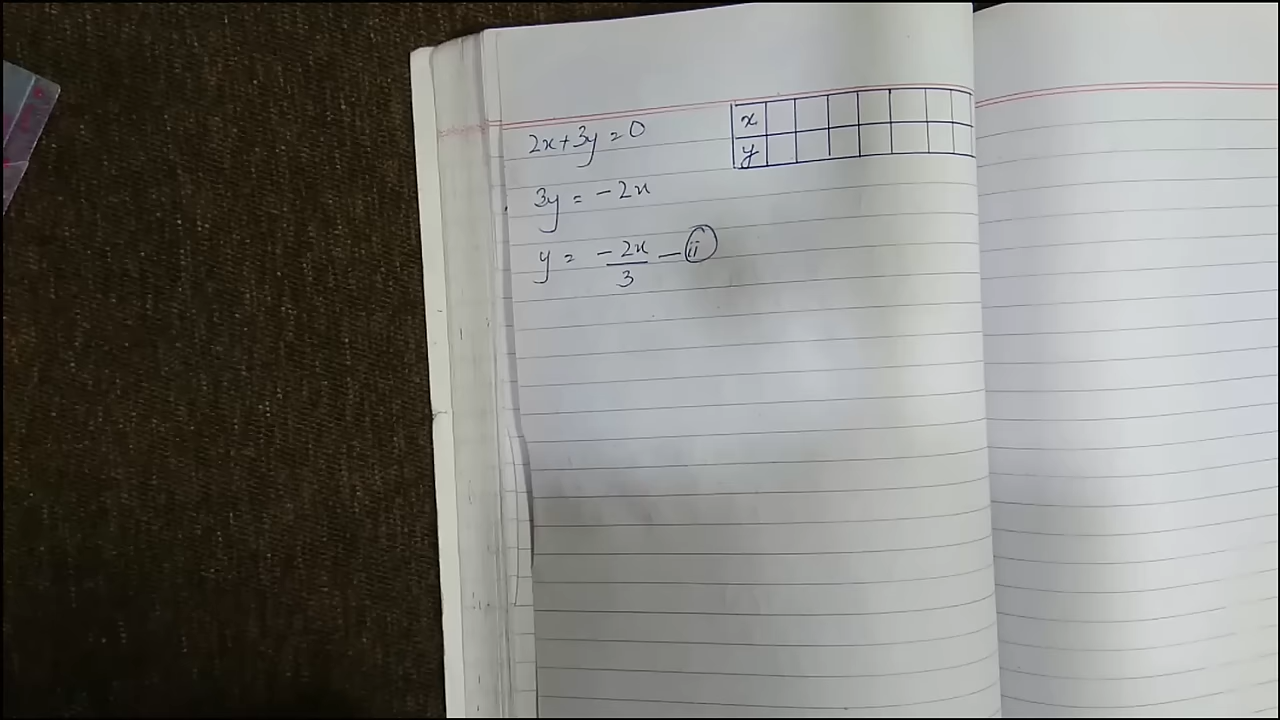 2x+3y=0
3y = -2x
y = -2x/3 - ii
x
y